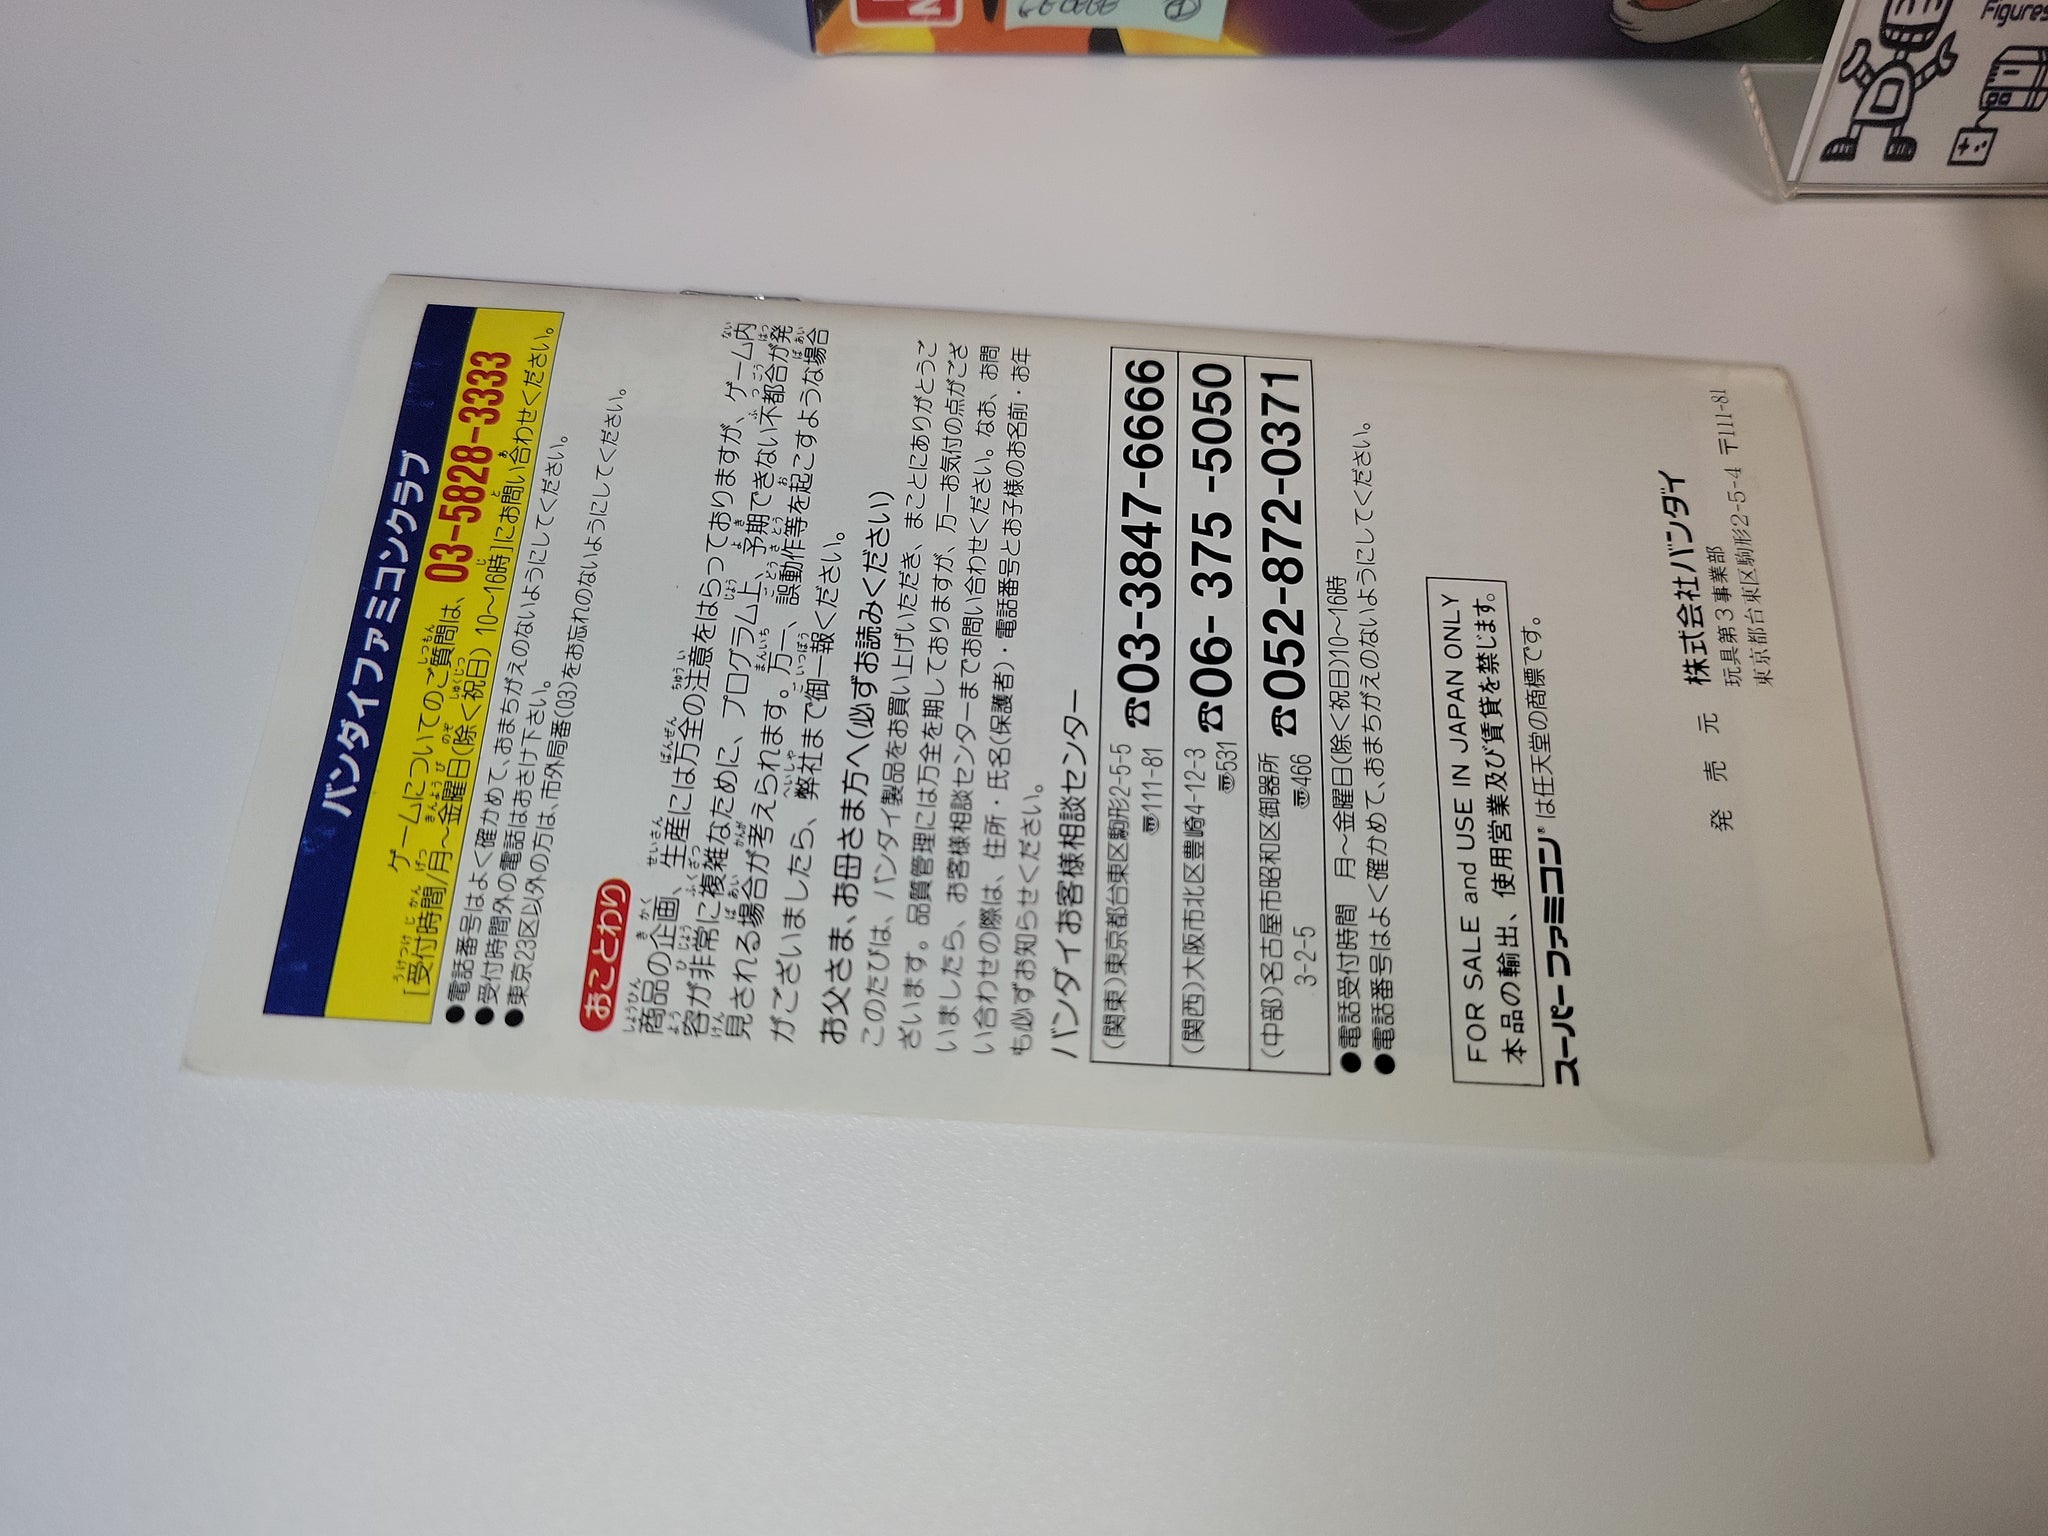 バンダイファミコンクラブ
ゲームについてのご質問は、03-5828-3333
[受付時間/月〜金曜日(除く祝日) 10〜16時]にお問い合わせください。
●電話番号はよく確かめて、おまちがえのないようにしてください。
●受付時間外の電話はおさけ下さい。
●東京23区以外の方は、市外局番(03)をお忘れのないようにしてください。
おことわり
商品の企画、生産には万全の注意をはらっておりますが、ゲーム内
容が非常に複雑なために、プログラム上、予期できない不都合が発
見される場合が考えられます。万一、誤動作等を起こすような場合
がございましたら、弊社まで御一報ください。
お父さま、お母さま方へ(必ずお読みください)
このたびは、バンダイ製品をお買い上げいただき、まことにありがとうご
ざいます。品質管理には万全を期しておりますが、万一お気付の点がござ
いましたら、お客様相談センターまでお問い合わせください。なお、お問
い合わせの際は、住所・氏名(保護者)・電話番号とお子様のお名前・お年
も必ずお知らせください。
バンダイお客様相談センター
(関東)東京都台東区駒形2-5-5 ☎03-3847-6666
〠111-81
(関西)大阪市北区豊崎4-12-3 ☎06- 375 -5050
〠531
(中部)名古屋市昭和区御器所 ☎052-872-0371
3-2-5 〠466
●電話受付時間 月〜金曜日(除く祝日)10〜16時
●電話番号はよく確かめて、おまちがえのないようにしてください。
FOR SALE and USE IN JAPAN ONLY
本品の輸出、使用営業及び賃貸を禁じます。
スーパーファミコン®は任天堂の商標です。
発売元 株式会社バンダイ
玩具第3事業部
東京都台東区駒形2-5-4 〒111-81
Figures